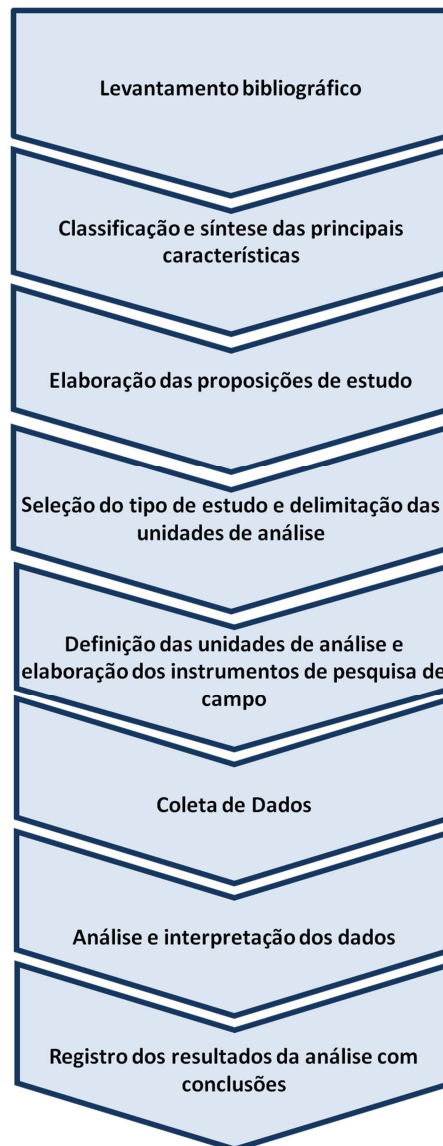 Levantamento bibliográfico
Classificação e síntese das principais
características
Elaboração das proposições de estudo
Seleção do tipo de estudo e delimitação das
unidades de análise
Definição das unidades de análise e
elaboração dos instrumentos de pesquisa de
campo
Coleta de Dados
Análise e interpretação dos dados
Registro dos resultados da análise com
conclusões